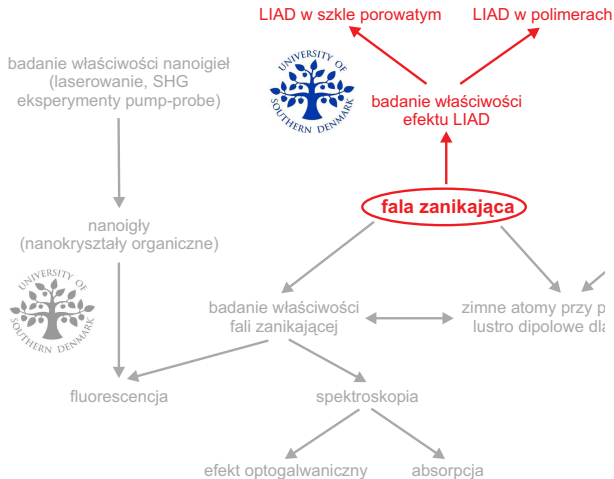 LIAD w szkle porowatym
LIAD w polimerach
badanie właściwości nanoigieł
(laserowanie, SHG
eksperymenty pump-probe)
UNIVERSITY OF
SOUTHERN DENMARK
badanie właściwości
efektu LIAD
fala zanikająca
nanoigły
(nanokryształy organiczne)
UNIVERSITY OF
SOUTHERN DENMARK
badanie właściwości
fali zanikającej
zimne atomy przy p
lustro dipolowe dla
fluorescencja
spektroskopia
efekt optogalwaniczny
absorpcja